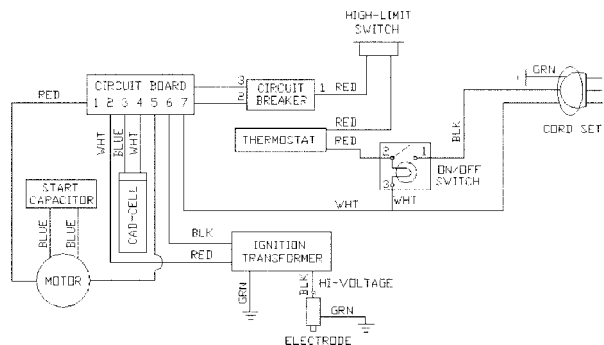 HIGH-LIMIT
SWITCH
GRN
RED
CIRCUIT BOARD
1 2 3 4 5 6 7
3
2
CIRCUIT
BREAKER
1
RED
RED
BLK
CORD SET
WHT
BLUE
WHT
THERMOSTAT
RED
2
1
3
ON/OFF
SWITCH
START
CAPACITOR
CAD-CELL
WHT
WHT
BLUE
BLUE
BLK
RED
IGNITION
TRANSFORMER
MOTOR
GRN
BLK
HI-VOLTAGE
GRN
ELECTRODE